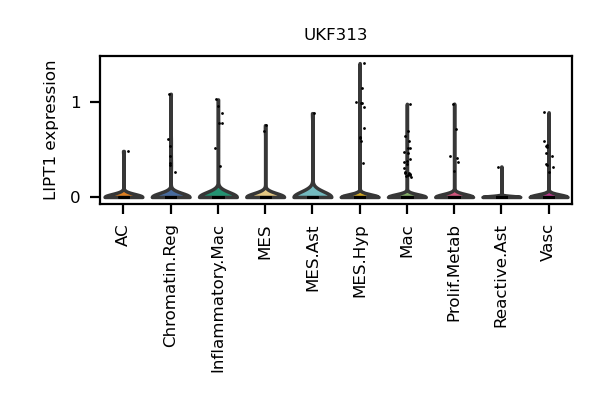 UKF313
LIPT1 expression
1
0
AC
Chromatin.Reg
Inflammatory.Mac
MES
MES.Ast
MES.Hyp
Mac
Prolif.Metab
Reactive.Ast
Vasc